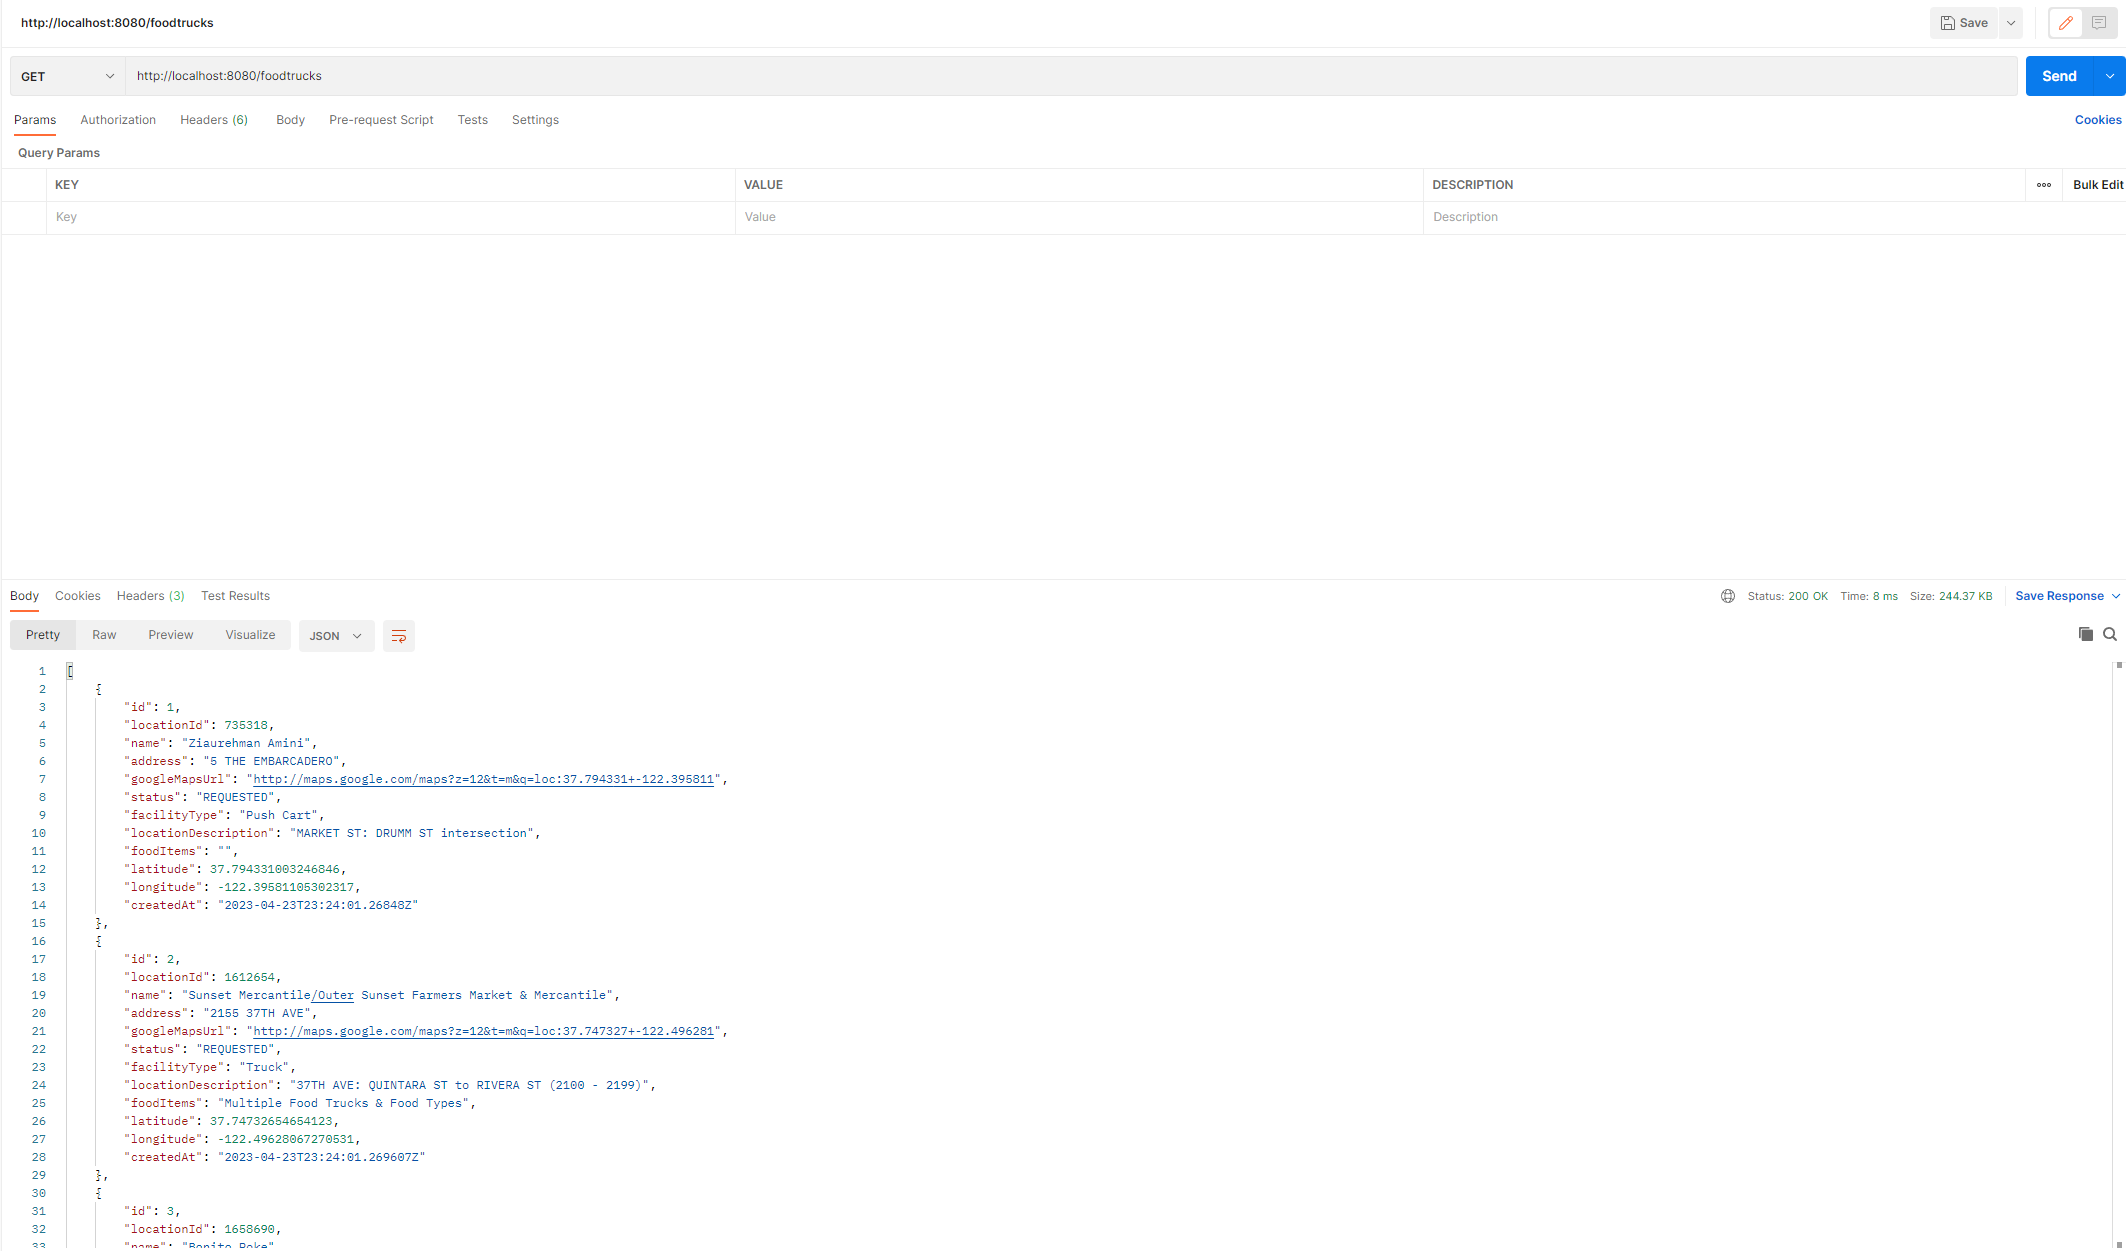 http://localhost:8080/foodtrucks
Save
GET http://localhost:8080/foodtrucks Send
Params Authorization Headers (6) Body Pre-request Script Tests Settings Cookies
Query Params
KEY VALUE DESCRIPTION Bulk Edit
Key Value Description
Body Cookies Headers (3) Test Results Status: 200 OK Time: 8 ms Size: 244.37 KB Save Response
Pretty Raw Preview Visualize JSON
1 [
2 {
3 "id": 1,
4 "locationId": 735318,
5 "name": "Ziaurehman Amini",
6 "address": "5 THE EMBARCADERO",
7 "googleMapsUrl": "http://maps.google.com/maps?z=12&t=m&q=loc:37.794331+-122.395811",
8 "status": "REQUESTED",
9 "facilityType": "Push Cart",
10 "locationDescription": "MARKET ST: DRUMM ST intersection",
11 "foodItems": "",
12 "latitude": 37.794331003246846,
13 "longitude": -122.39581105302317,
14 "createdAt": "2023-04-23T23:24:01.26848Z"
15 },
16 {
17 "id": 2,
18 "locationId": 1612654,
19 "name": "Sunset Mercantile/Outer Sunset Farmers Market & Mercantile",
20 "address": "2155 37TH AVE",
21 "googleMapsUrl": "http://maps.google.com/maps?z=12&t=m&q=loc:37.747327+-122.496281",
22 "status": "REQUESTED",
23 "facilityType": "Truck",
24 "locationDescription": "37TH AVE: QUINTARA ST to RIVERA ST (2100 - 2199)",
25 "foodItems": "Multiple Food Trucks & Food Types",
26 "latitude": 37.74732654654123,
27 "longitude": -122.49628067270531,
28 "createdAt": "2023-04-23T23:24:01.269607Z"
29 },
30 {
31 "id": 3,
32 "locationId": 1658690,
33 "name": "Bonito Poke"